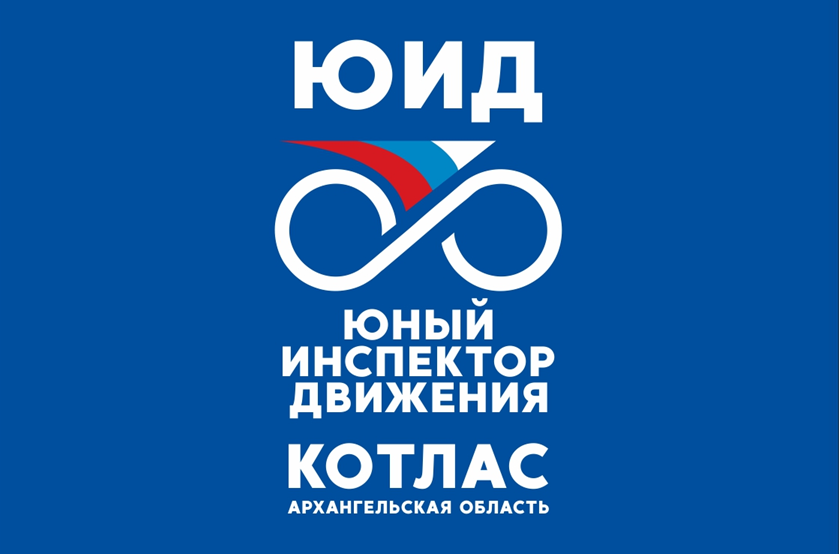 ЮИД
ЮНЫЙ
ИНСПЕКТОР
ДВИЖЕНИЯ
КОТЛАС
АРХАНГЕЛЬСКАЯ ОБЛАСТЬ